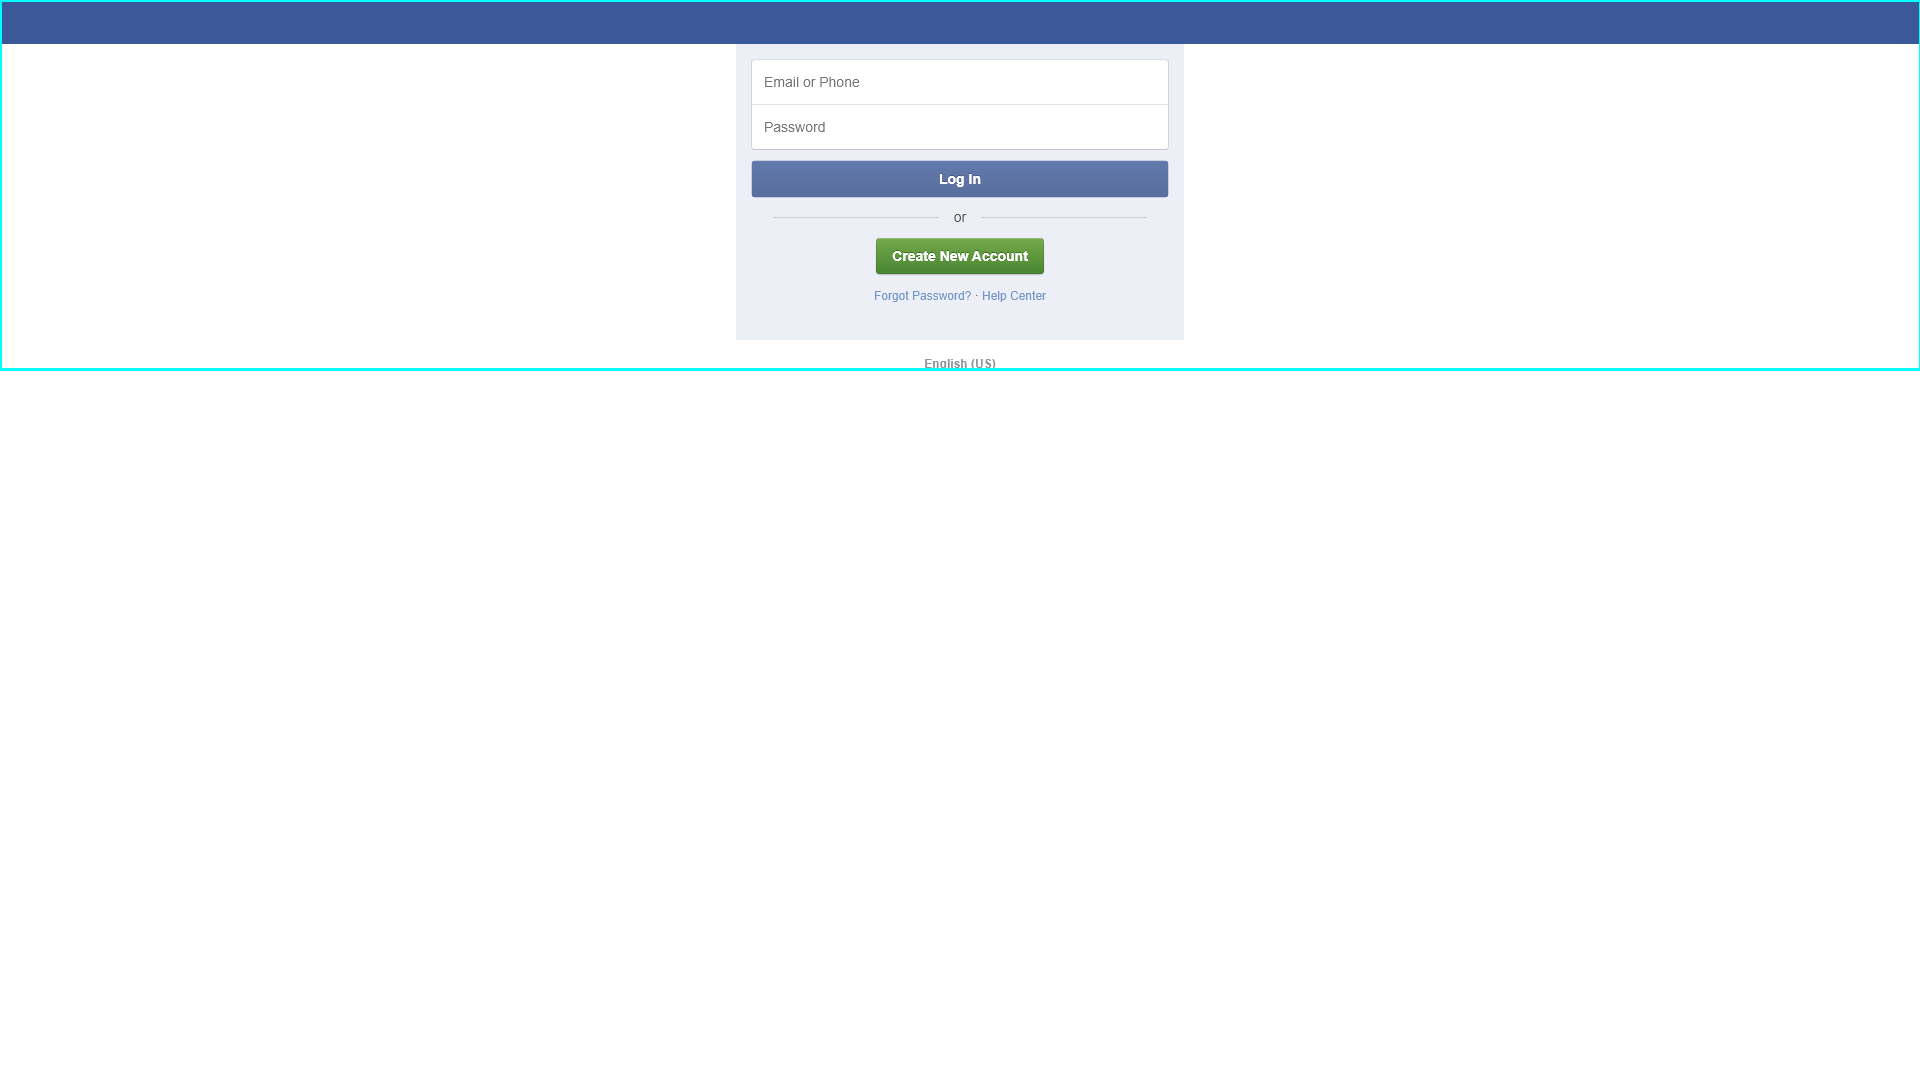 Email or Phone
Password
Log In
or
Create New Account
Forgot Password? · Help Center
English (US)